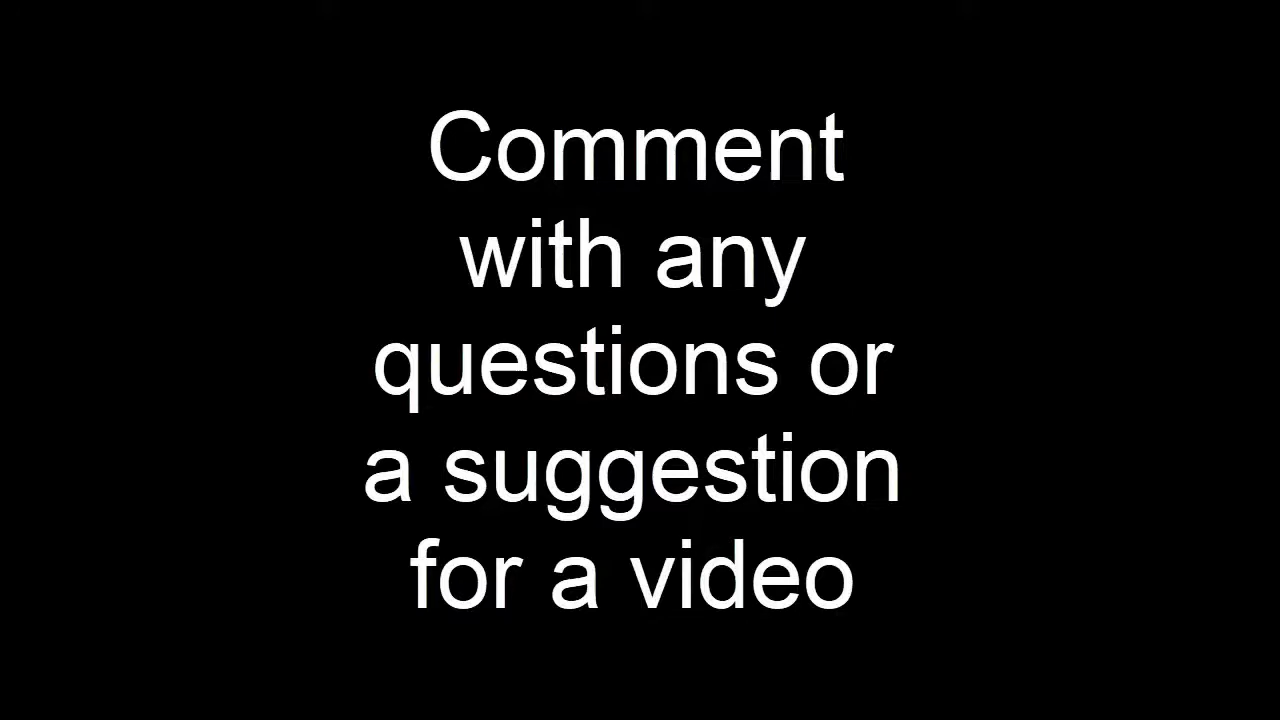 Comment
with any
questions or
a suggestion
for a video